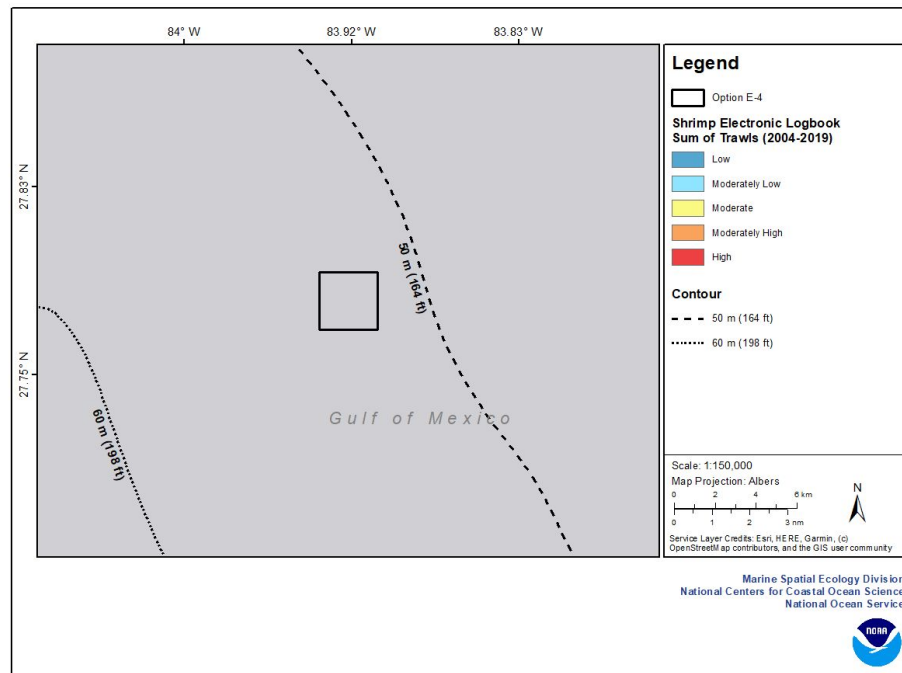 84° W 83.92° W 83.83° W
27.83° N
27.75° N
50 m (164 ft)
60 m (198 ft)
Gulf of Mexico
Legend
Option E-4
Shrimp Electronic Logbook
Sum of Trawls (2004-2019)
Low
Moderately Low
Moderate
Moderately High
High
Contour
50 m (164 ft)
60 m (198 ft)
Scale: 1:150,000
Map Projection: Albers
0 2 4 6 km
0 1 2 3 nm
N
Service Layer Credits: Esri, HERE, Garmin, (c)
OpenStreetMap contributors, and the GIS user community
Marine Spatial Ecology Division
National Centers for Coastal Ocean Science
National Ocean Service
NOAA